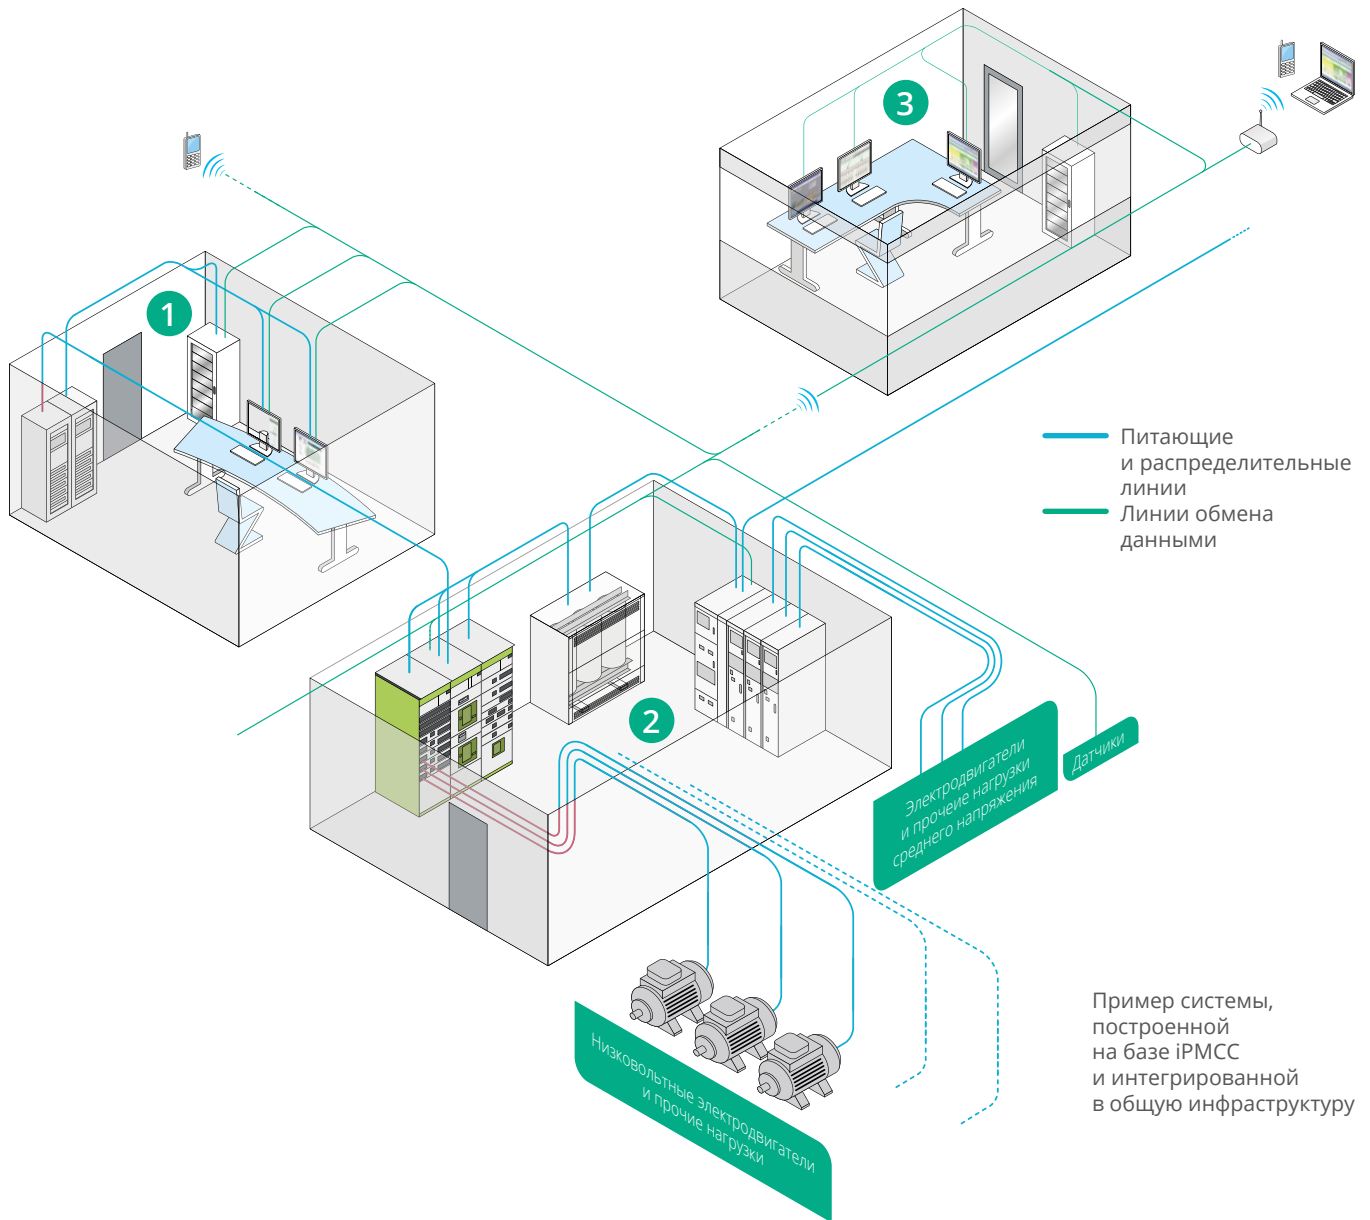 3
1
Питающие
и распределительные
линии
Линии обмена
данными
2
Электродвигатели
и прочеие нагрузки
среднего напряжения
Датчики
Пример системы,
построенной
на базе iPMCC
и интегрированной
в общую инфраструктуру
Низковольтные электродвигатели
и прочие нагрузки